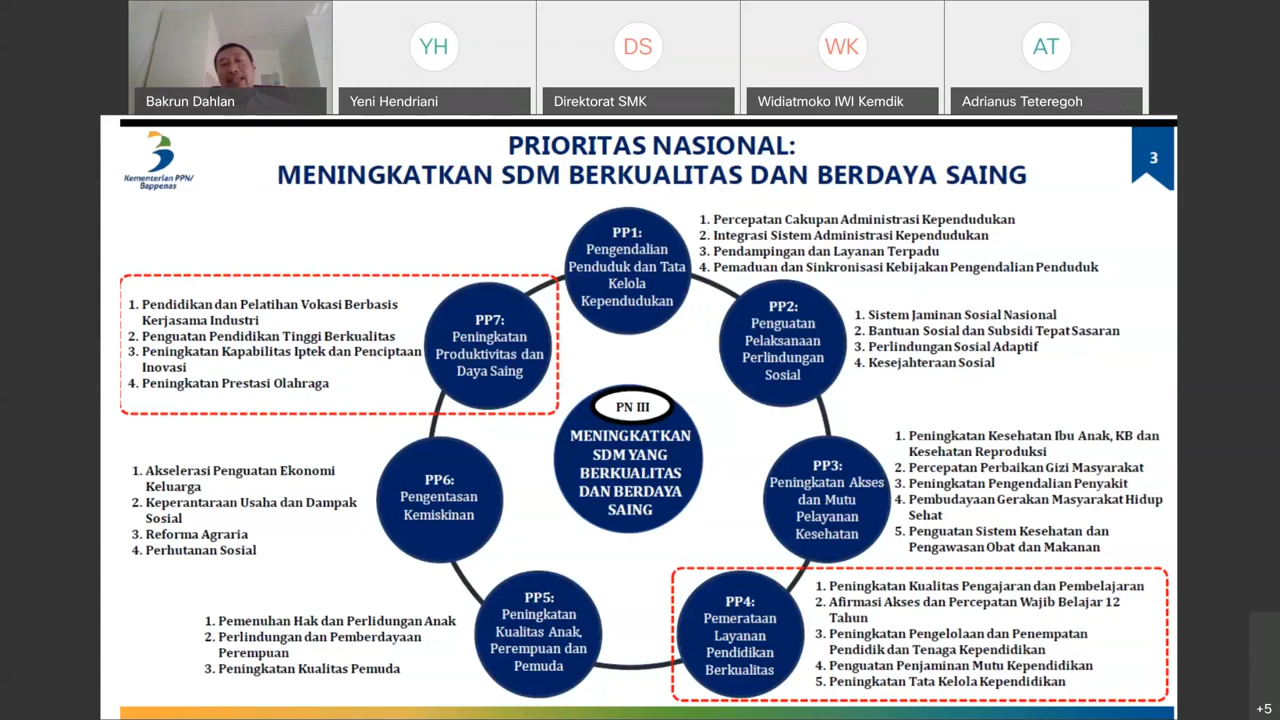 Bakrun Dahlan
YH
Yeni Hendriani
DS
Direktorat SMK
WK
Widiatmoko IWI Kemdik
AT
Adrianus Teteregoh
Kementerian PPN/
Bappenas
PRIORITAS NASIONAL:
MENINGKATKAN SDM BERKUALITAS DAN BERDAYA SAING
3
PP1:
Pengendalian
Penduduk dan Tata
Kelola
Kependudukan
1. Percepatan Cakupan Administrasi Kependudukan
2. Integrasi Sistem Administrasi Kependudukan
3. Pendampingan dan Layanan Terpadu
4. Pemaduan dan Sinkronisasi Kebijakan Pengendalian Penduduk
PP2:
Penguatan
Pelaksanaan
Perlindungan
Sosial
1. Sistem Jaminan Sosial Nasional
2. Bantuan Sosial dan Subsidi Tepat Sasaran
3. Perlindungan Sosial Adaptif
4. Kesejahteraan Sosial
1. Pendidikan dan Pelatihan Vokasi Berbasis
Kerjasama Industri
2. Penguatan Pendidikan Tinggi Berkualitas
3. Peningkatan Kapabilitas Iptek dan Penciptaan
Inovasi
4. Peningkatan Prestasi Olahraga
PP7:
Peningkatan
Produktivitas dan
Daya Saing
PN III
MENINGKATKAN
SDM YANG
BERKUALITAS
DAN BERDAYA
SAING
PP3:
Peningkatan Akses
dan Mutu
Pelayanan
Kesehatan
1. Peningkatan Kesehatan Ibu Anak, KB dan
Kesehatan Reproduksi
2. Percepatan Perbaikan Gizi Masyarakat
3. Peningkatan Pengendalian Penyakit
4. Pembudayaan Gerakan Masyarakat Hidup
Sehat
5. Penguatan Sistem Kesehatan dan
Pengawasan Obat dan Makanan
1. Akselerasi Penguatan Ekonomi
Keluarga
2. Keperantaraan Usaha dan Dampak
Sosial
3. Reforma Agraria
4. Perhutanan Sosial
PP6:
Pengentasan
Kemiskinan
1. Pemenuhan Hak dan Perlidungan Anak
2. Perlindungan dan Pemberdayaan
Perempuan
3. Peningkatan Kualitas Pemuda
PP5:
Peningkatan
Kualitas Anak,
Perempuan dan
Pemuda
PP4:
Pemerataan
Layanan
Pendidikan
Berkualitas
1. Peningkatan Kualitas Pengajaran dan Pembelajaran
2. Afirmasi Akses dan Percepatan Wajib Belajar 12
Tahun
3. Peningkatan Pengelolaan dan Penempatan
Pendidik dan Tenaga Kependidikan
4. Penguatan Penjaminan Mutu Kependidikan
5. Peningkatan Tata Kelola Kependidikan
+5